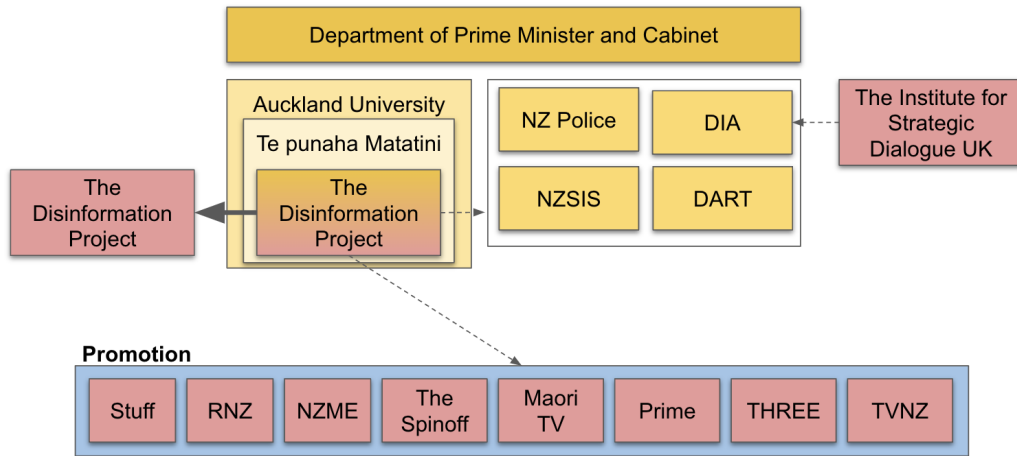 Department of Prime Minister and Cabinet
Auckland University
Te punaha Matatini
The
Disinformation
Project
The
Disinformation
Project
NZ Police
DIA
NZSIS
DART
The Institute for
Strategic
Dialogue UK
Promotion
Stuff
RNZ
NZME
The
Spinoff
Maori
TV
Prime
THREE
TVNZ